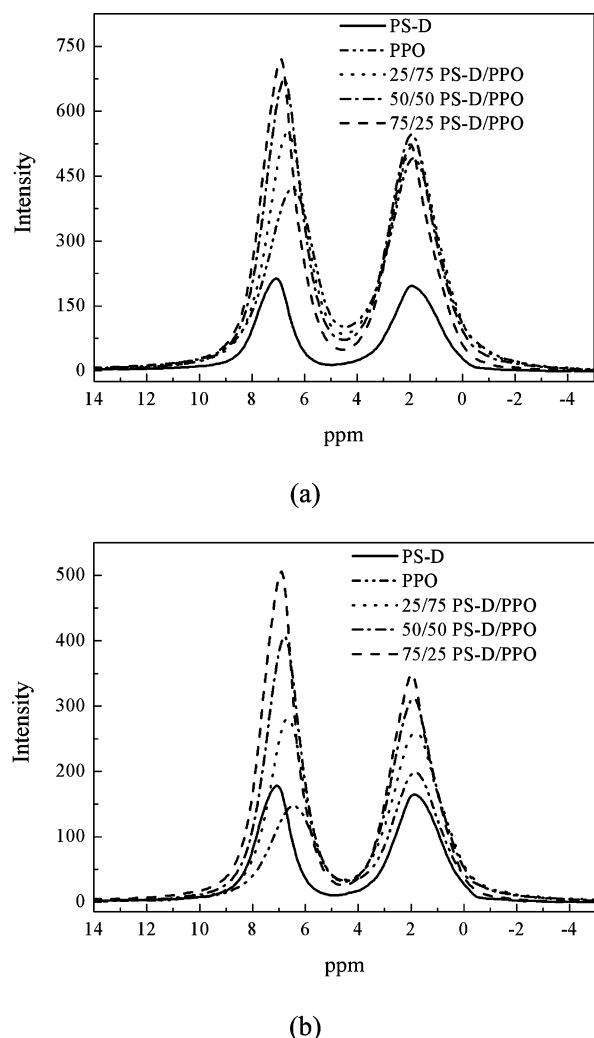 PS-D
PPO
25/75 PS-D/PPO
50/50 PS-D/PPO
75/25 PS-D/PPO
750
600
450
300
150
0
Intensity
14 12 10 8 6 4 2 0 -2 -4
ppm
(a)
PS-D
PPO
25/75 PS-D/PPO
50/50 PS-D/PPO
75/25 PS-D/PPO
500
400
300
200
100
0
Intensity
14 12 10 8 6 4 2 0 -2 -4
ppm
(b)